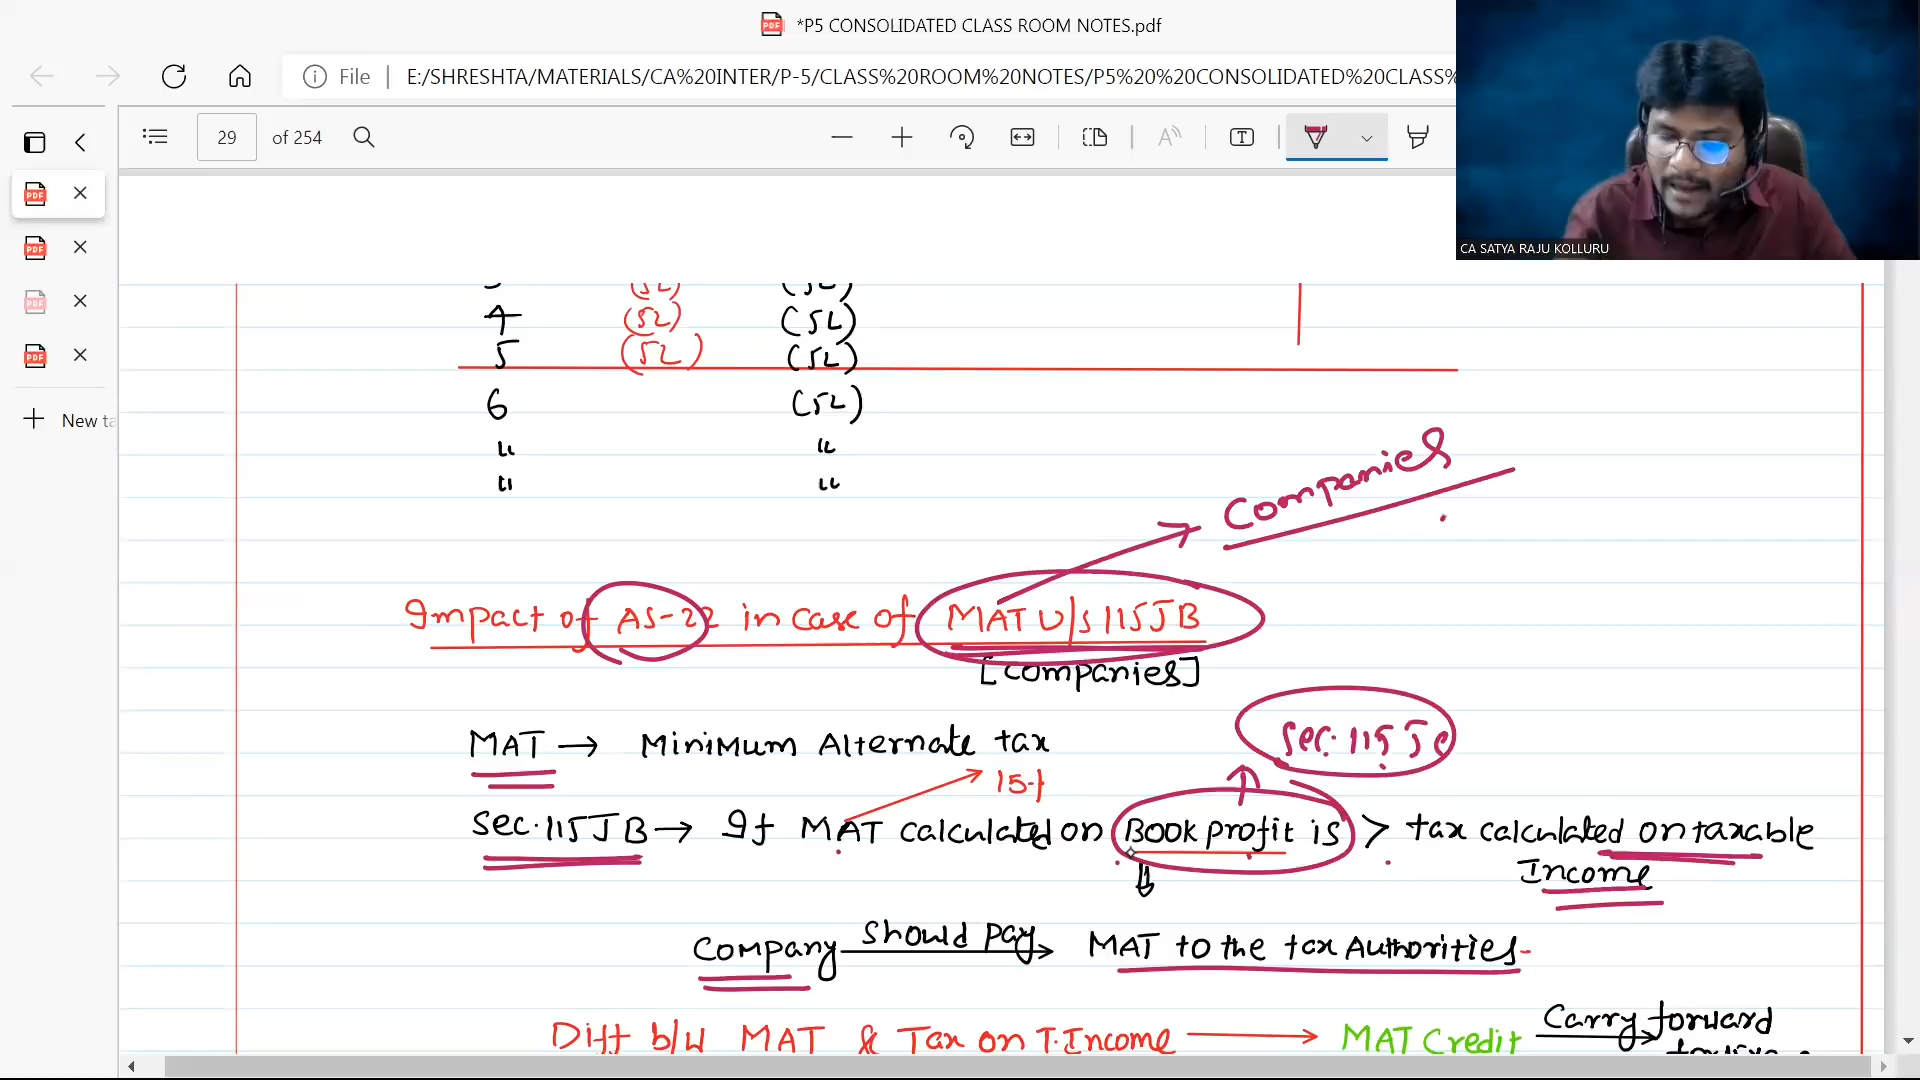 *P5 CONSOLIDATED CLASS ROOM NOTES.pdf
File
E:/SHRESHTA/MATERIALS/CA%20INTER/P-5/CLASS%20ROOM%20NOTES/P5%20%20CONSOLIDATED%20CLASS%
29 of 254
CA SATYA RAJU KOLLURU
New ta
4 (5L) (5L)
5 (5L) (5L)
6 (5L)
" "
" "
Companies
Impact of AS-22 in case of MAT U/S 115JB
[Companies]
MAT → Minimum Alternate tax
Sec. 115 JC
15%
Sec. 115JB → If MAT calculated on Book profit is > tax calculated on taxable
Income
Company should pay → MAT to the tax Authorities
Diff b/w MAT & Tax on T. Income → MAT Credit Carry forward